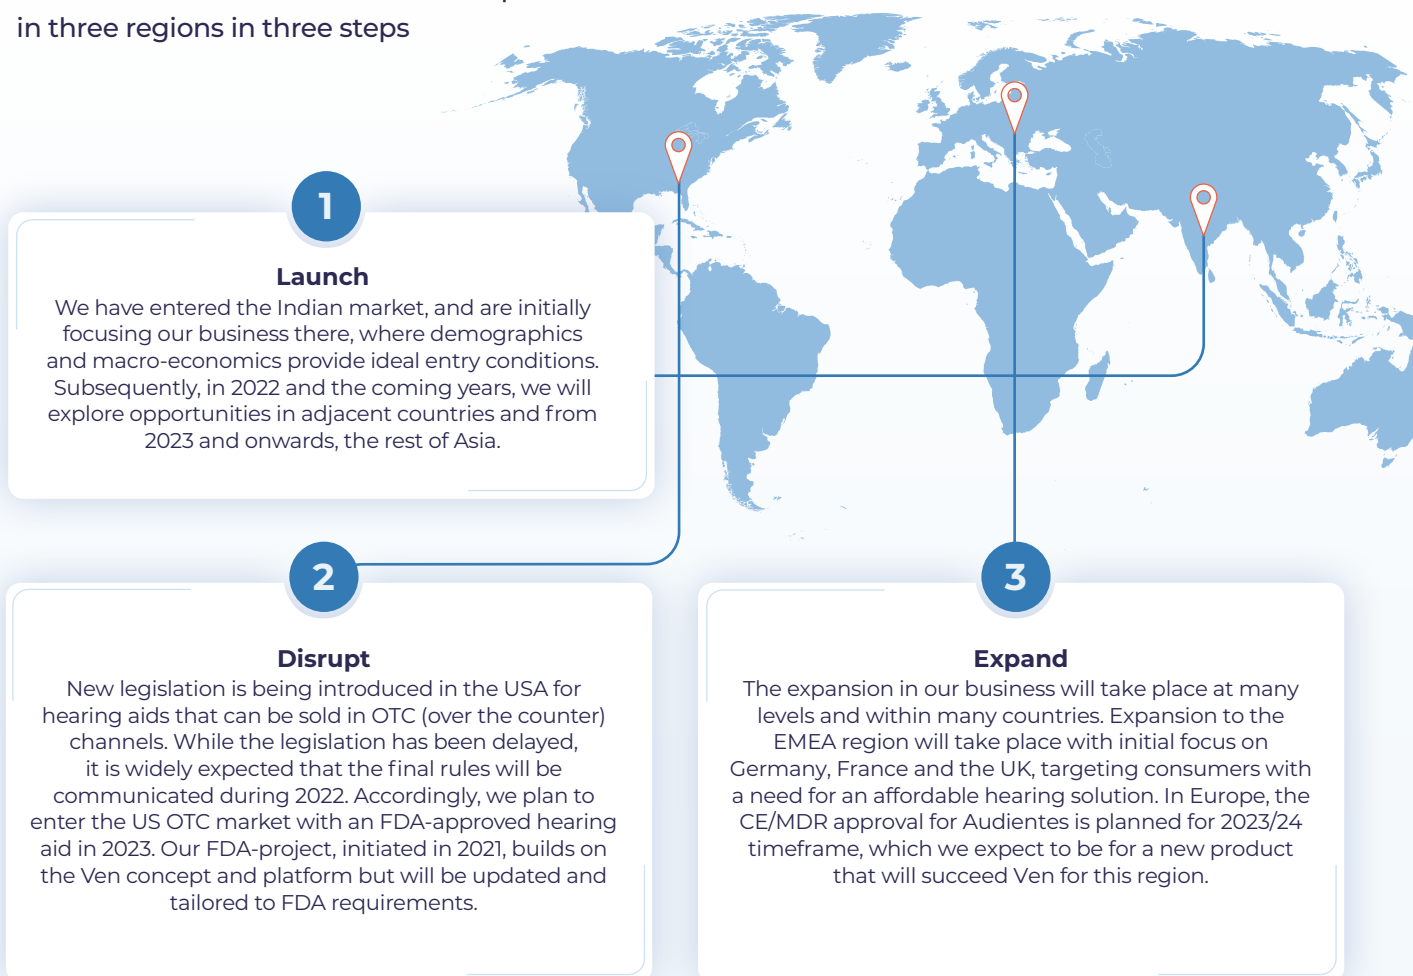 in three regions in three steps
1
Launch
We have entered the Indian market, and are initially
focusing our business there, where demographics
and macro-economics provide ideal entry conditions.
Subsequently, in 2022 and the coming years, we will
explore opportunities in adjacent countries and from
2023 and onwards, the rest of Asia.
2
Disrupt
New legislation is being introduced in the USA for
hearing aids that can be sold in OTC (over the counter)
channels. While the legislation has been delayed,
it is widely expected that the final rules will be
communicated during 2022. Accordingly, we plan to
enter the US OTC market with an FDA-approved hearing
aid in 2023. Our FDA-project, initiated in 2021, builds on
the Ven concept and platform but will be updated and
tailored to FDA requirements.
3
Expand
The expansion in our business will take place at many
levels and within many countries. Expansion to the
EMEA region will take place with initial focus on
Germany, France and the UK, targeting consumers with
a need for an affordable hearing solution. In Europe, the
CE/MDR approval for Audientes is planned for 2023/24
timeframe, which we expect to be for a new product
that will succeed Ven for this region.